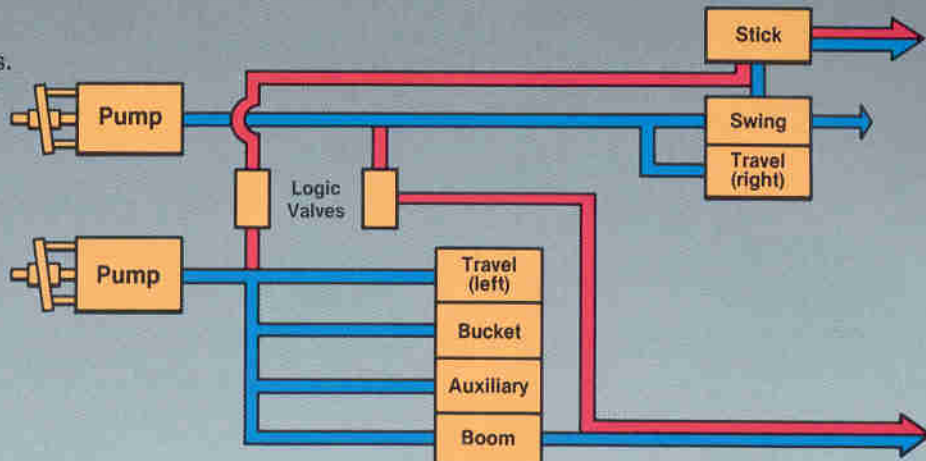 s.
Stick
Pump
Swing
Travel
(right)
Logic
Valves
Pump
Travel
(left)
Bucket
Auxiliary
Boom